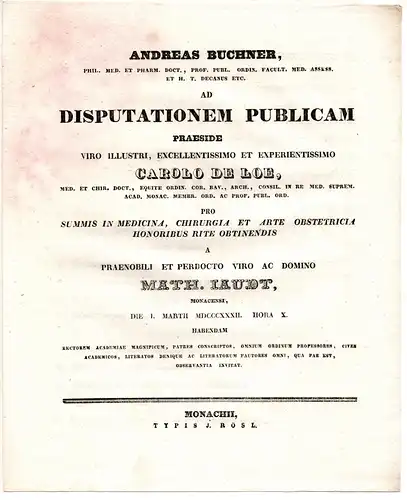 ANDREAS BUCHNER,
PHIL. MED. ET PHARM. DOCT., PROF. PUBL. ORDIN. FACULT. MED. ASSESS.
ET H. T. DECANUS ETC.
AD
DISPUTATIONEM PUBLICAM
PRAESIDE
VIRO ILLUSTRI, EXCELLENTISSIMO ET EXPERIENTISSIMO
CAROLO DE LOE,
MED. ET CHIR. DOCT., EQUITE ORDIN. COR. BAV., ARCH., CONSIL. IN RE MED. SUPREM.
ACAD. MONAC. MEMBR. ORD. AC PROF. PUBL. ORD.
PRO
SUMMIS IN MEDICINA, CHIRURGIA ET ARTE OBSTETRICIA
HONORIBUS RITE OBTINENDIS
A
PRAENOBILI ET PERDOCTO VIRO AC DOMINO
MATH. IAUDT,
MONACENSI,
DIE I. MARTII MDCCCXXXII. HORA X.
HABENDAM
RECTOREM ACADEMIAE MAGNIFICUM, PATRES CONSCRIPTOS, OMNIUM ORDINUM PROFESSORES, CIVES
ACADEMICOS, LITERATOS DENIQUE AC LITERATORUM FAUTORES OMNI, QUA PAR EST,
OBSERVANTIA INVITAT.
MONACHII,
TYPIS J. RÖSL.